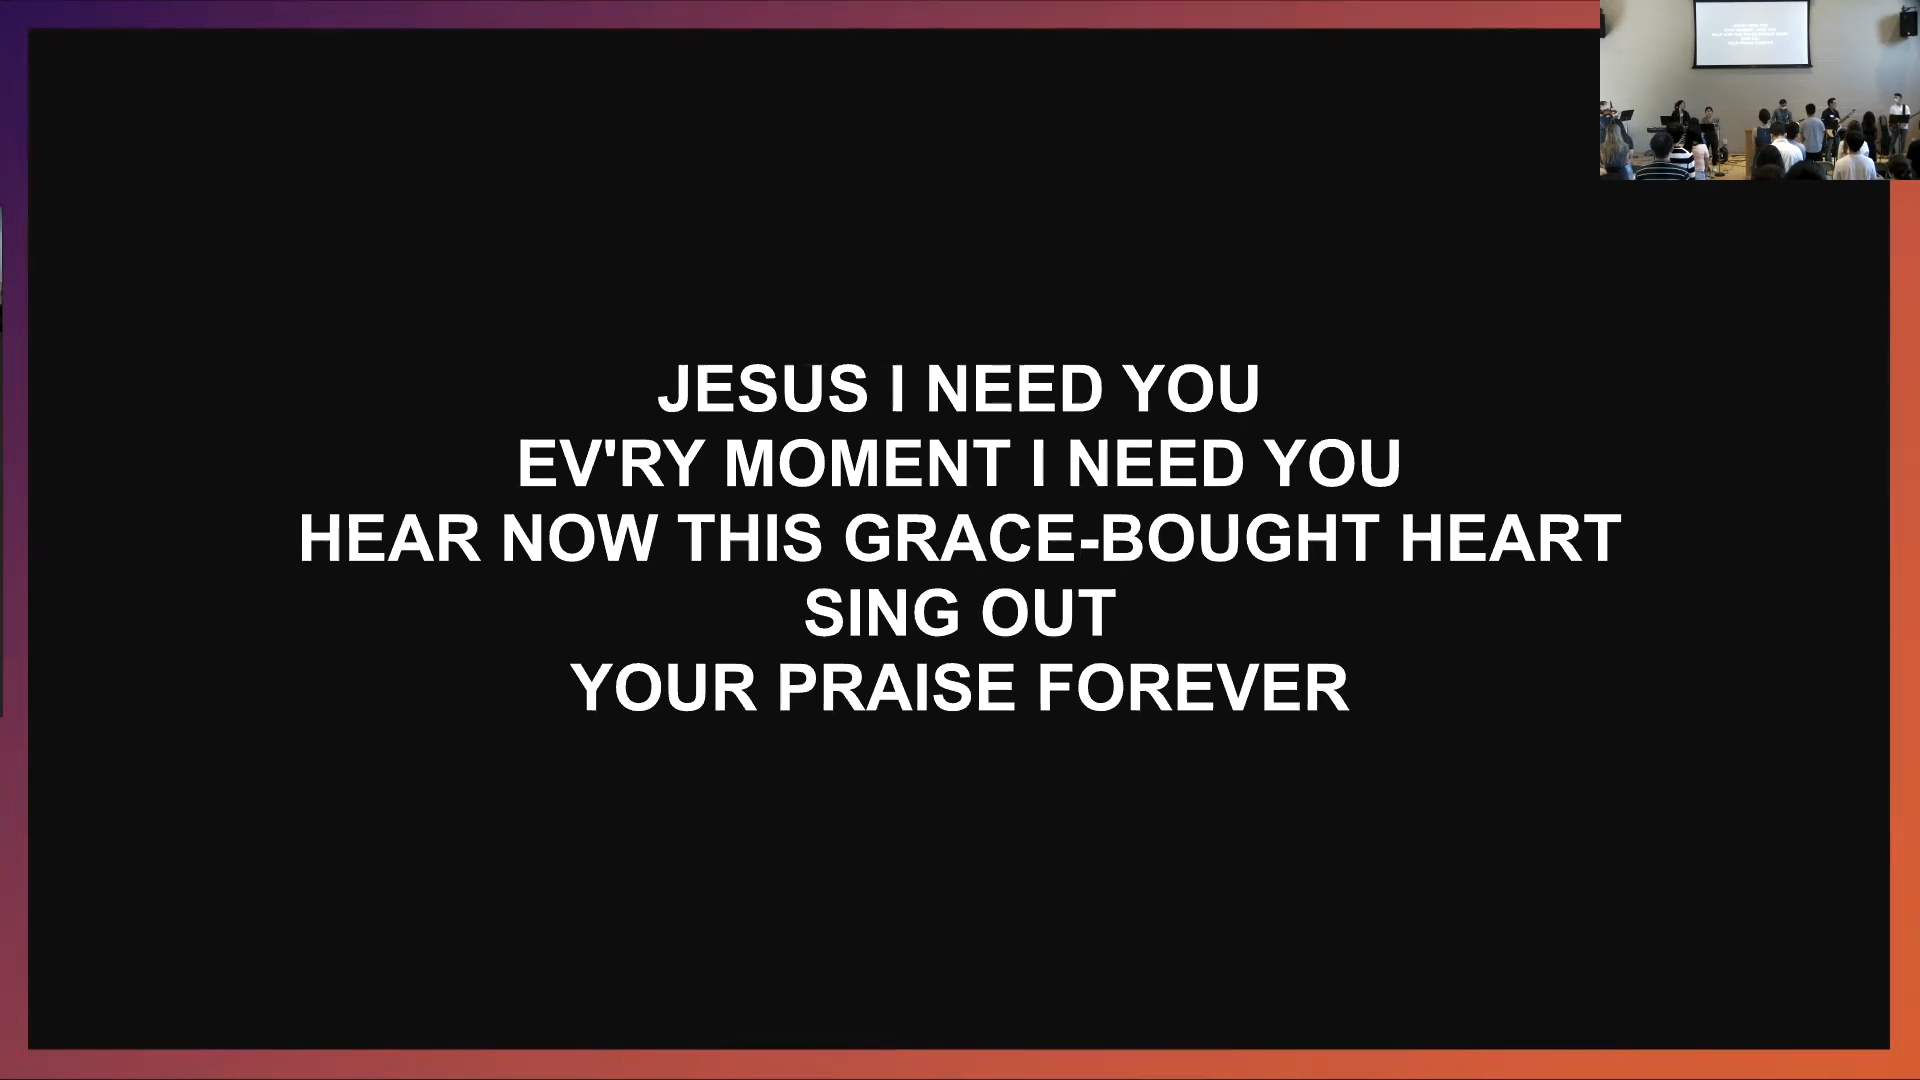 JESUS I NEED YOU
EV'RY MOMENT I NEED YOU
HEAR NOW THIS GRACE-BOUGHT HEART
SING OUT
YOUR PRAISE FOREVER